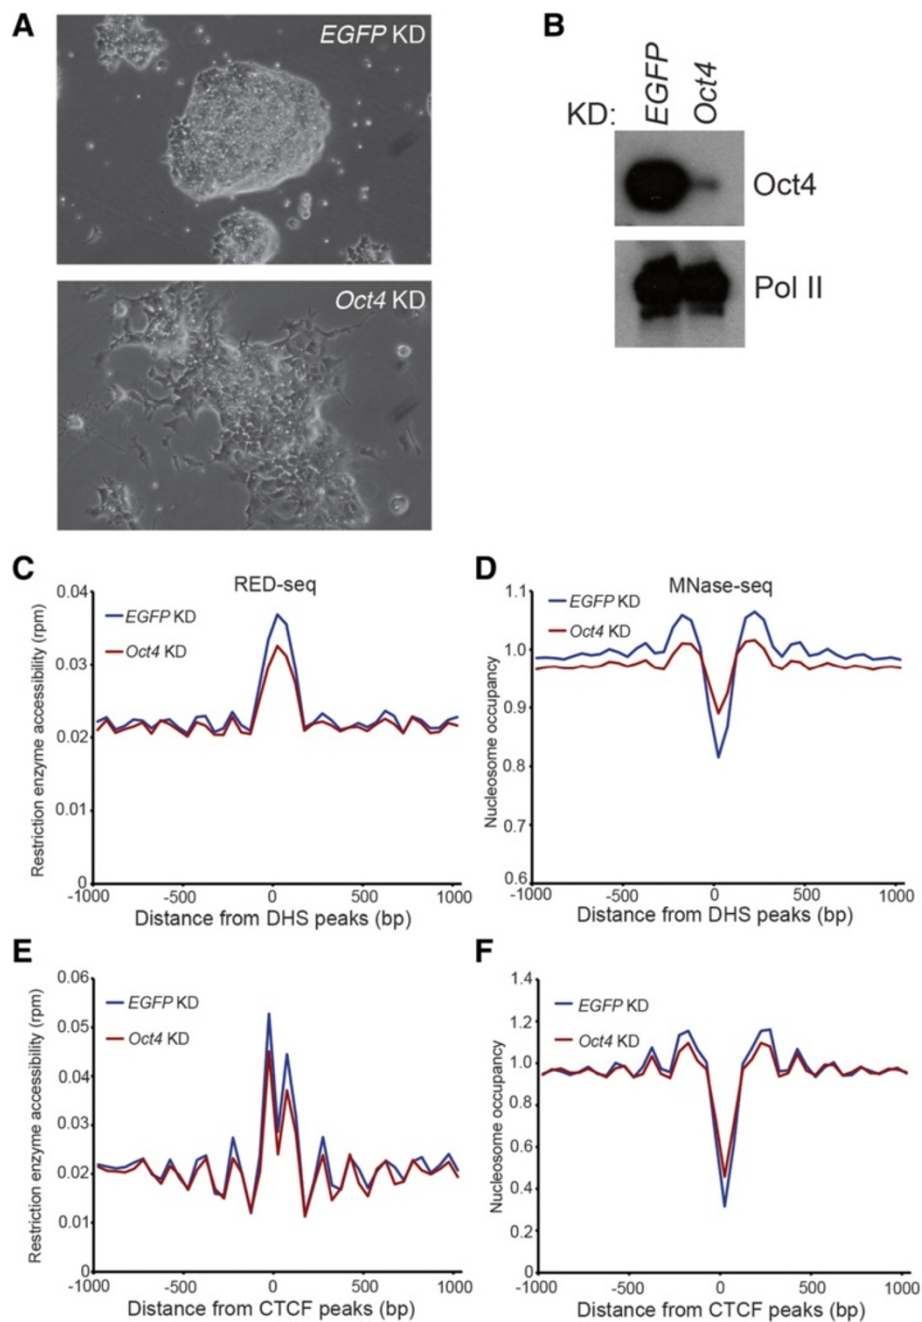 A
EGFP KD
Oct4 KD
B
KD: EGFP Oct4
Oct4
Pol II
C
RED-seq
Restriction enzyme accessibility (rpm)
0.04
0.03
0.02
0.01
0
EGFP KD
Oct4 KD
-1000 -500 0 500 1000
Distance from DHS peaks (bp)
D
MNase-seq
Nucleosome occupancy
1.1
1.0
0.9
0.8
0.7
0.6
EGFP KD
Oct4 KD
-1000 -500 0 500 1000
Distance from DHS peaks (bp)
E
Restriction enzyme accessibility (rpm)
0.06
0.05
0.04
0.03
0.02
0.01
0
EGFP KD
Oct4 KD
-1000 -500 0 500 1000
Distance from CTCF peaks (bp)
F
Nucleosome occupancy
1.4
1.2
1.0
0.8
0.6
0.4
0.2
0
EGFP KD
Oct4 KD
-1000 -500 0 500 1000
Distance from CTCF peaks (bp)